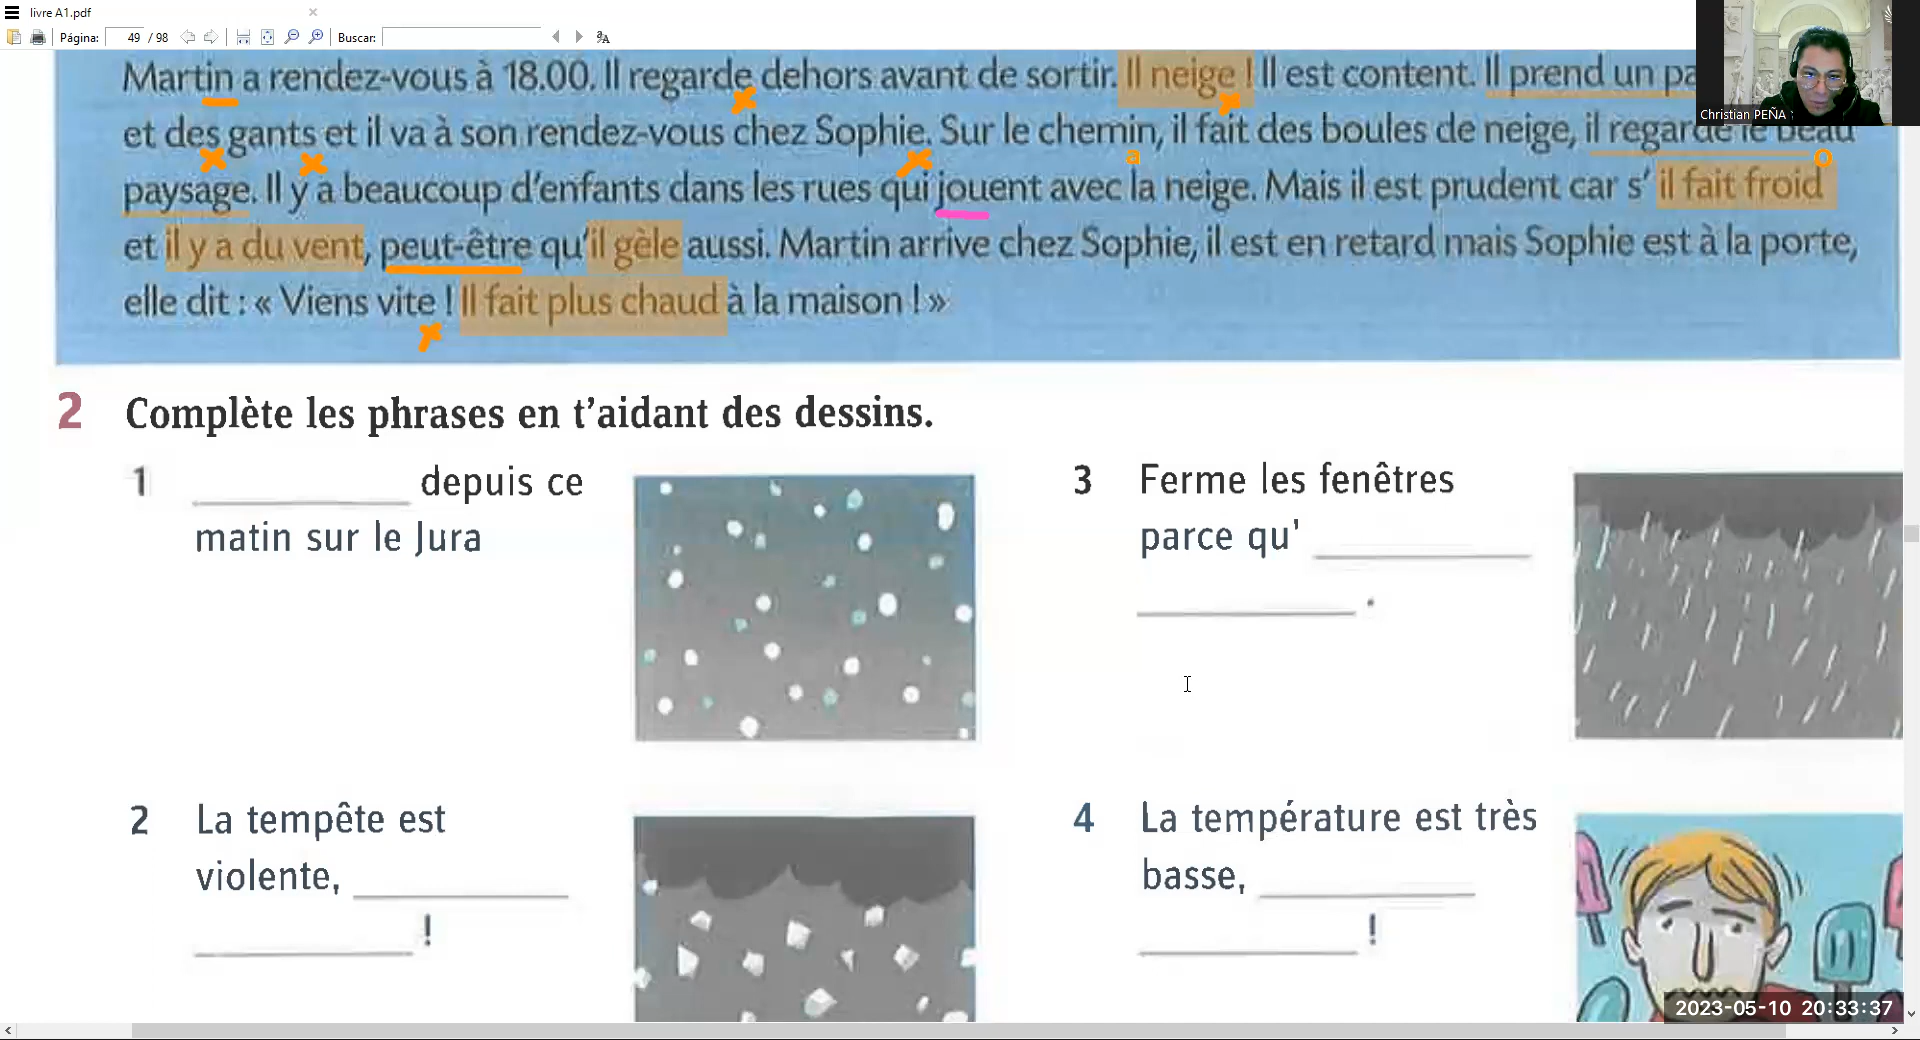 livre A1.pdf
Página: 49 / 98 Buscar:
Martin a rendez-vous à 18.00. Il regarde dehors avant de sortir. Il neige ! Il est content. Il prend un pa
Christian PEÑA
et des gants et il va à son rendez-vous chez Sophie. Sur le chemin, il fait des boules de neige, il regarde le beau
a
o
paysage. Il y a beaucoup d'enfants dans les rues qui jouent avec la neige. Mais il est prudent car s' il fait froid
et il y a du vent, peut-être qu'il gèle aussi. Martin arrive chez Sophie, il est en retard mais Sophie est à la porte,
elle dit : « Viens vite ! Il fait plus chaud à la maison ! »
2 Complète les phrases en t'aidant des dessins.
1 ________ depuis ce
matin sur le Jura
2 La tempête est
violente, ________
________ !
3 Ferme les fenêtres
parce qu' ________
________ .
4 La température est très
basse, ________
________ !
2023-05-10 20:33:37